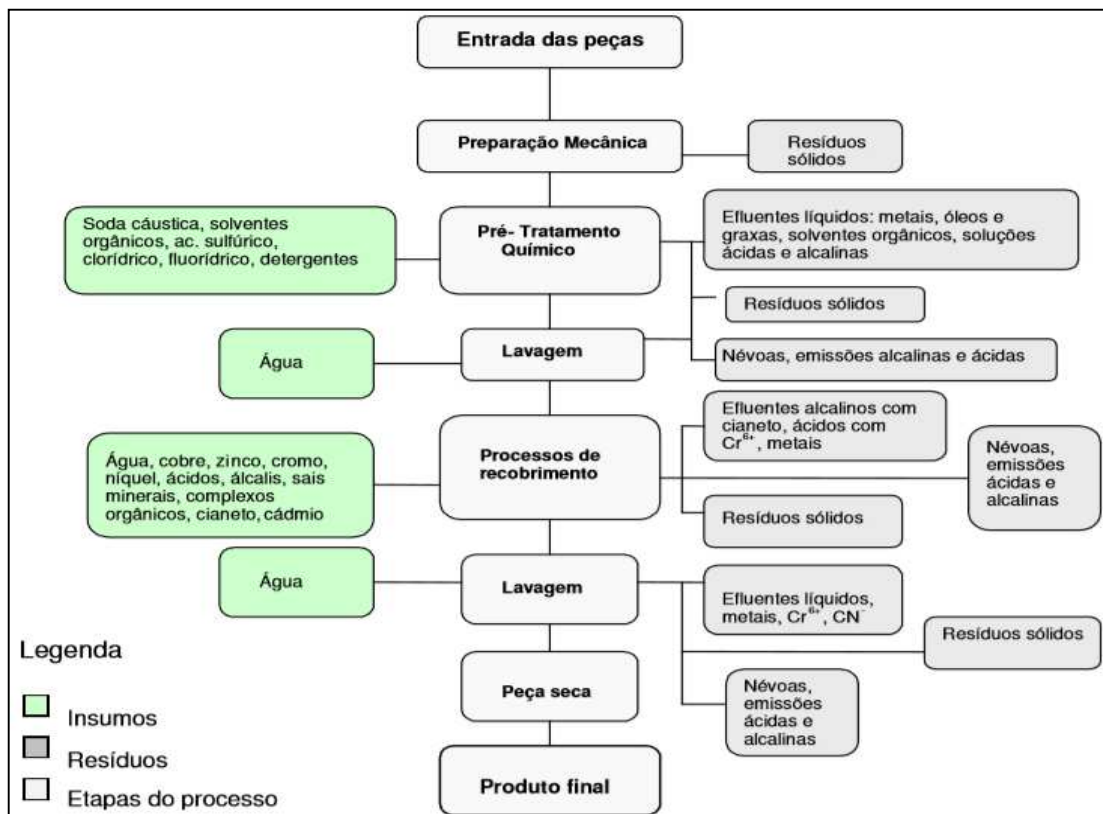 Entrada das peças
Preparação Mecânica
Resíduos
sólidos
Soda cáustica, solventes
orgânicos, ac. sulfúrico,
clorídrico, fluorídrico, detergentes
Pré- Tratamento
Químico
Efluentes líquidos: metais, óleos e
graxas, solventes orgânicos, soluções
ácidas e alcalinas
Resíduos sólidos
Água
Lavagem
Névoas, emissões alcalinas e ácidas
Água, cobre, zinco, cromo,
níquel, ácidos, álcalis, sais
minerais, complexos
orgânicos, cianeto, cádmio
Processos de
recobrimento
Efluentes alcalinos com
cianeto, ácidos com
Cr⁶⁺, metais
Névoas,
emissões
ácidas e
alcalinas
Resíduos sólidos
Água
Lavagem
Efluentes líquidos,
metais, Cr⁶⁺, CN⁻
Resíduos sólidos
Peça seca
Névoas,
emissões
ácidas e
alcalinas
Produto final
Legenda
Insumos
Resíduos
Etapas do processo